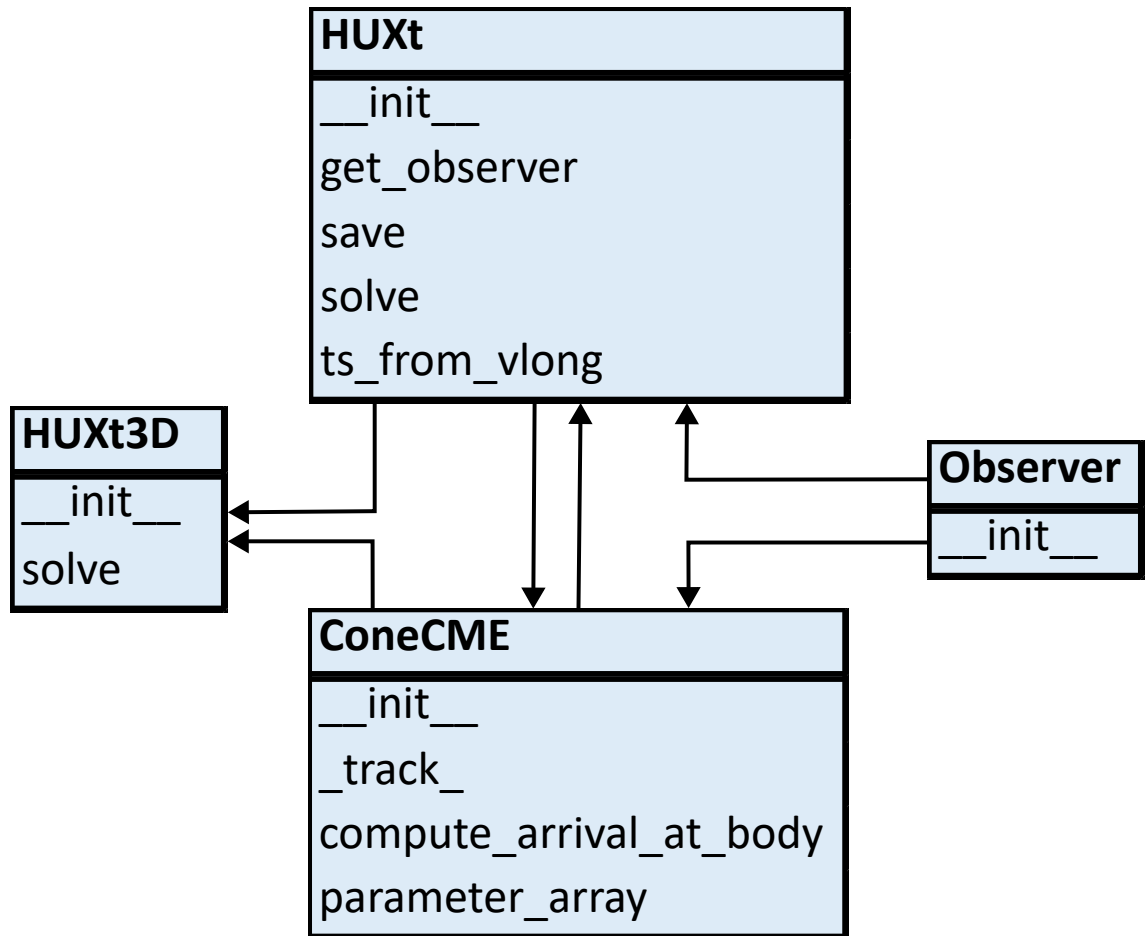 HUXt
__init__
get_observer
save
solve
ts_from_vlong
HUXt3D
__init__
solve
Observer
__init__
ConeCME
__init__
_track_
compute_arrival_at_body
parameter_array